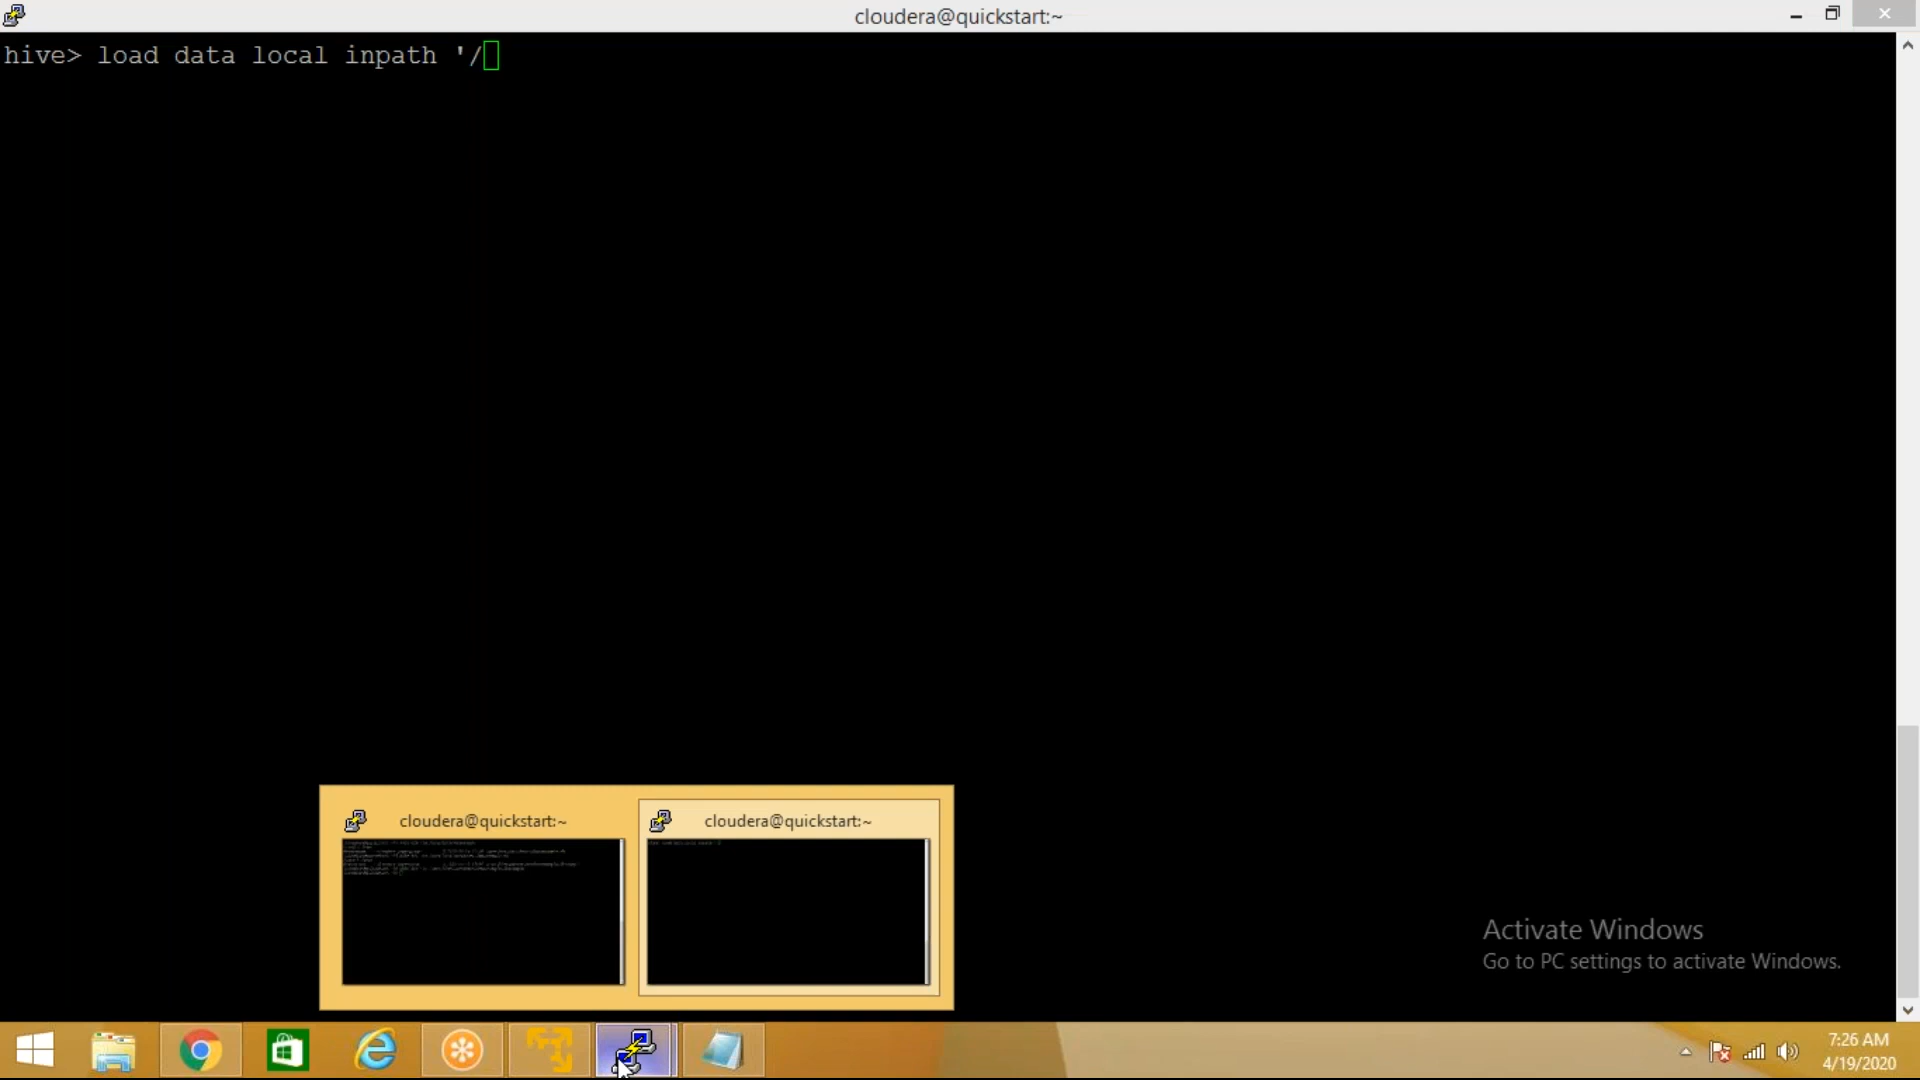 cloudera@quickstart:~
hive> load data local inpath '/
cloudera@quickstart:~
cloudera@quickstart:~
Activate Windows
Go to PC settings to activate Windows.
7:26 AM
4/19/2020